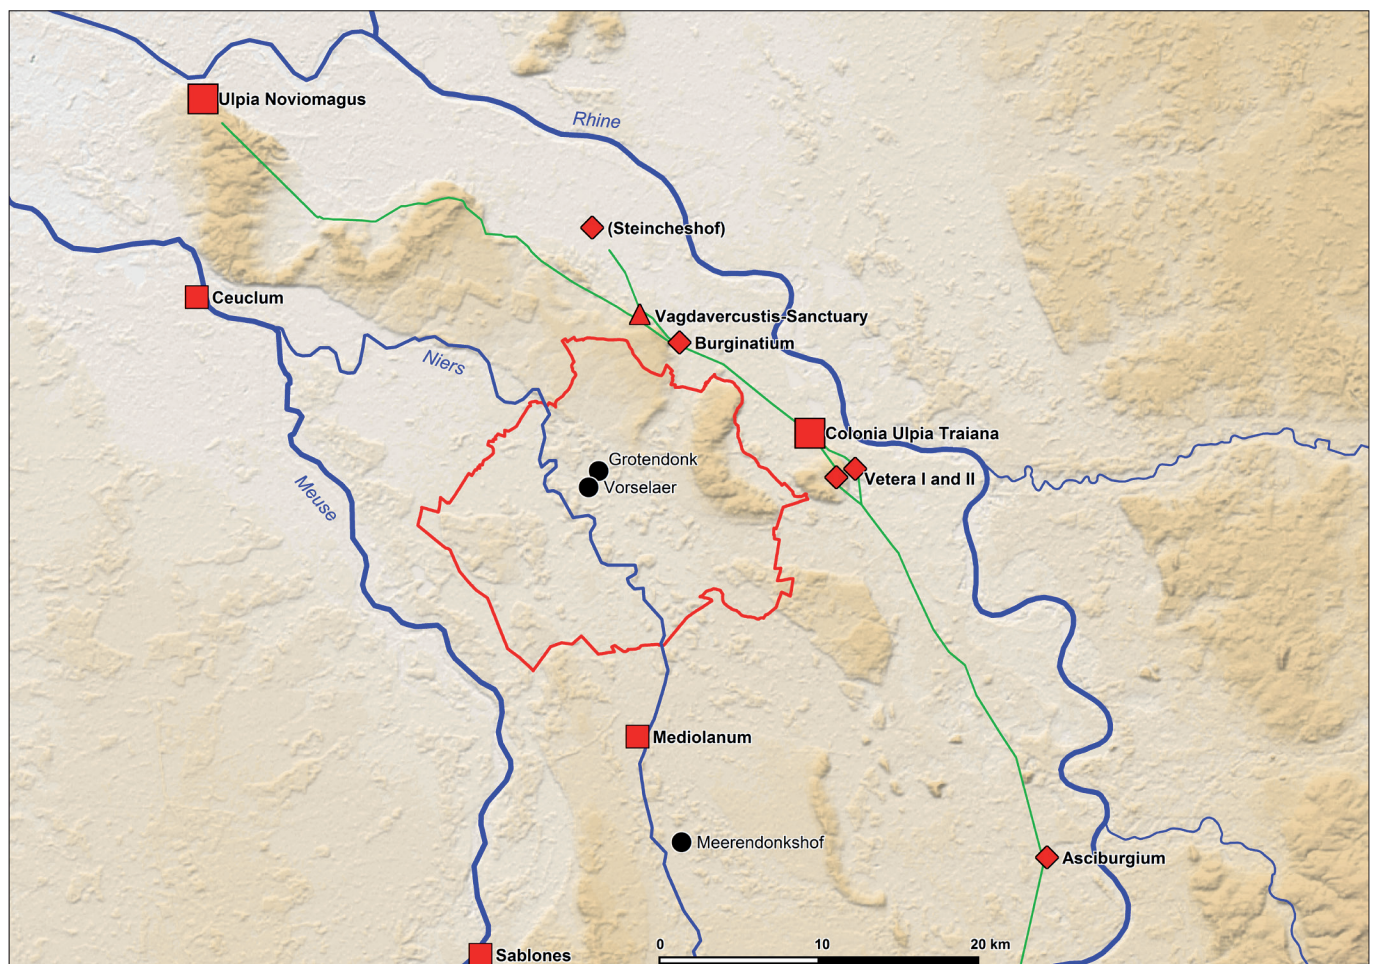 Ulpia Noviomagus
Rhine
(Steincheshof)
Ceuclum
Vagdavercustis-Sanctuary
Burginatium
Niers
Colonia Ulpia Traiana
Grotendonk
Vetera I and II
Vorselaer
Meuse
Mediolanum
Meerendonkshof
Asciburgium
0 10 20 km
Sablones